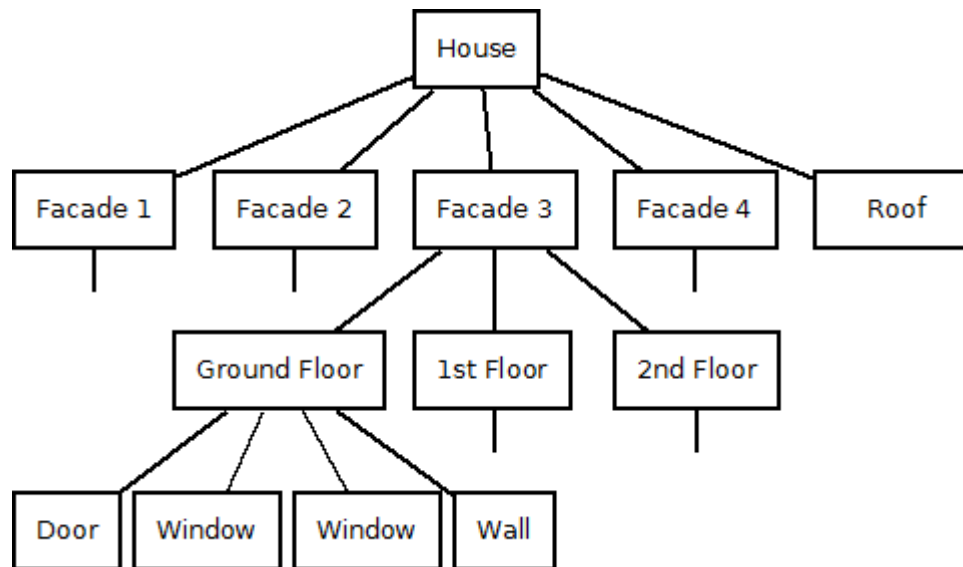 House
Facade 1
Facade 2
Facade 3
Facade 4
Roof
Ground Floor
1st Floor
2nd Floor
Door
Window
Window
Wall